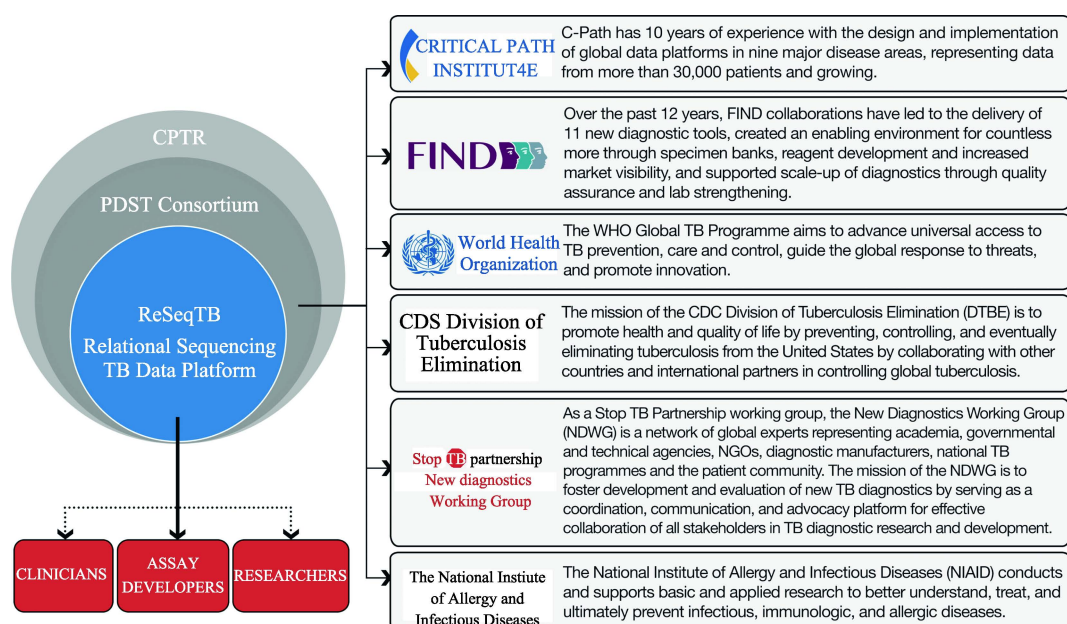 CPTR
PDST Consortium
ReSeqTB
Relational Sequencing
TB Data Platform
CLINICIANS
ASSAY
DEVELOPERS
RESEARCHERS
CRITICAL PATH
INSTITUT4E
C-Path has 10 years of experience with the design and implementation
of global data platforms in nine major disease areas, representing data
from more than 30,000 patients and growing.
FIND
Over the past 12 years, FIND collaborations have led to the delivery of
11 new diagnostic tools, created an enabling environment for countless
more through specimen banks, reagent development and increased
market visibility, and supported scale-up of diagnostics through quality
assurance and lab strengthening.
World Health
Organization
The WHO Global TB Programme aims to advance universal access to
TB prevention, care and control, guide the global response to threats,
and promote innovation.
CDS Division of
Tuberculosis
Elimination
The mission of the CDC Division of Tuberculosis Elimination (DTBE) is to
promote health and quality of life by preventing, controlling, and eventually
eliminating tuberculosis from the United States by collaborating with other
countries and international partners in controlling global tuberculosis.
Stop TB partnership
New diagnostics
Working Group
As a Stop TB Partnership working group, the New Diagnostics Working Group
(NDWG) is a network of global experts representing academia, governmental
and technical agencies, NGOs, diagnostic manufacturers, national TB
programmes and the patient community. The mission of the NDWG is to
foster development and evaluation of new TB diagnostics by serving as a
coordination, communication, and advocacy platform for effective
collaboration of all stakeholders in TB diagnostic research and development.
The National Instiute
of Allergy and
Infectious Diseases
The National Institute of Allergy and Infectious Diseases (NIAID) conducts
and supports basic and applied research to better understand, treat, and
ultimately prevent infectious, immunologic, and allergic diseases.